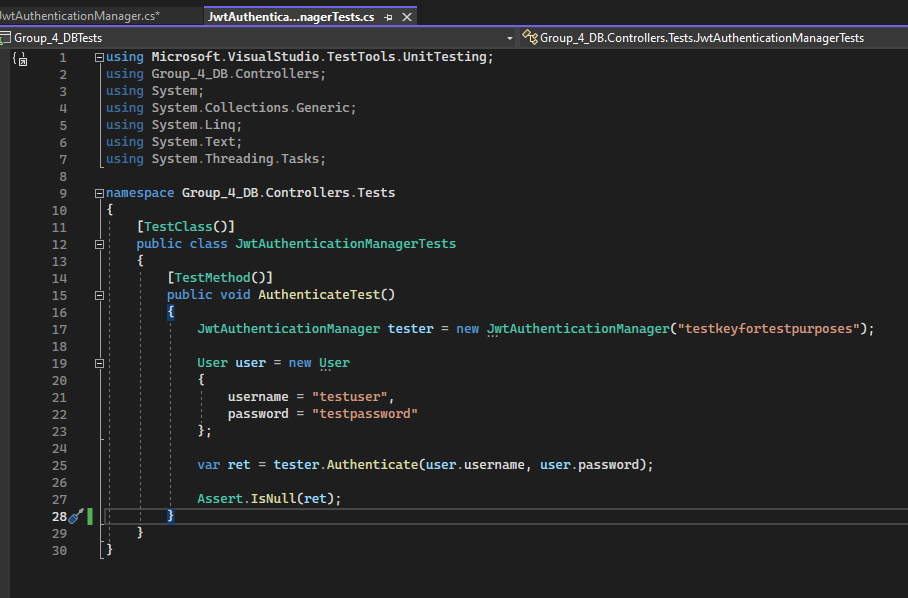 JwtAuthenticationManager.cs*
JwtAuthentica...nagerTests.cs
Group_4_DBTests
Group_4_DB.Controllers.Tests.JwtAuthenticationManagerTests
1 using Microsoft.VisualStudio.TestTools.UnitTesting;
2 using Group_4_DB.Controllers;
3 using System;
4 using System.Collections.Generic;
5 using System.Linq;
6 using System.Text;
7 using System.Threading.Tasks;
8
9 namespace Group_4_DB.Controllers.Tests
10 {
11 [TestClass()]
12 public class JwtAuthenticationManagerTests
13 {
14 [TestMethod()]
15 public void AuthenticateTest()
16 {
17 JwtAuthenticationManager tester = new JwtAuthenticationManager("testkeyfortestpurposes");
18
19 User user = new User
20 {
21 username = "testuser",
22 password = "testpassword"
23 };
24
25 var ret = tester.Authenticate(user.username, user.password);
26
27 Assert.IsNull(ret);
28 }
29 }
30 }